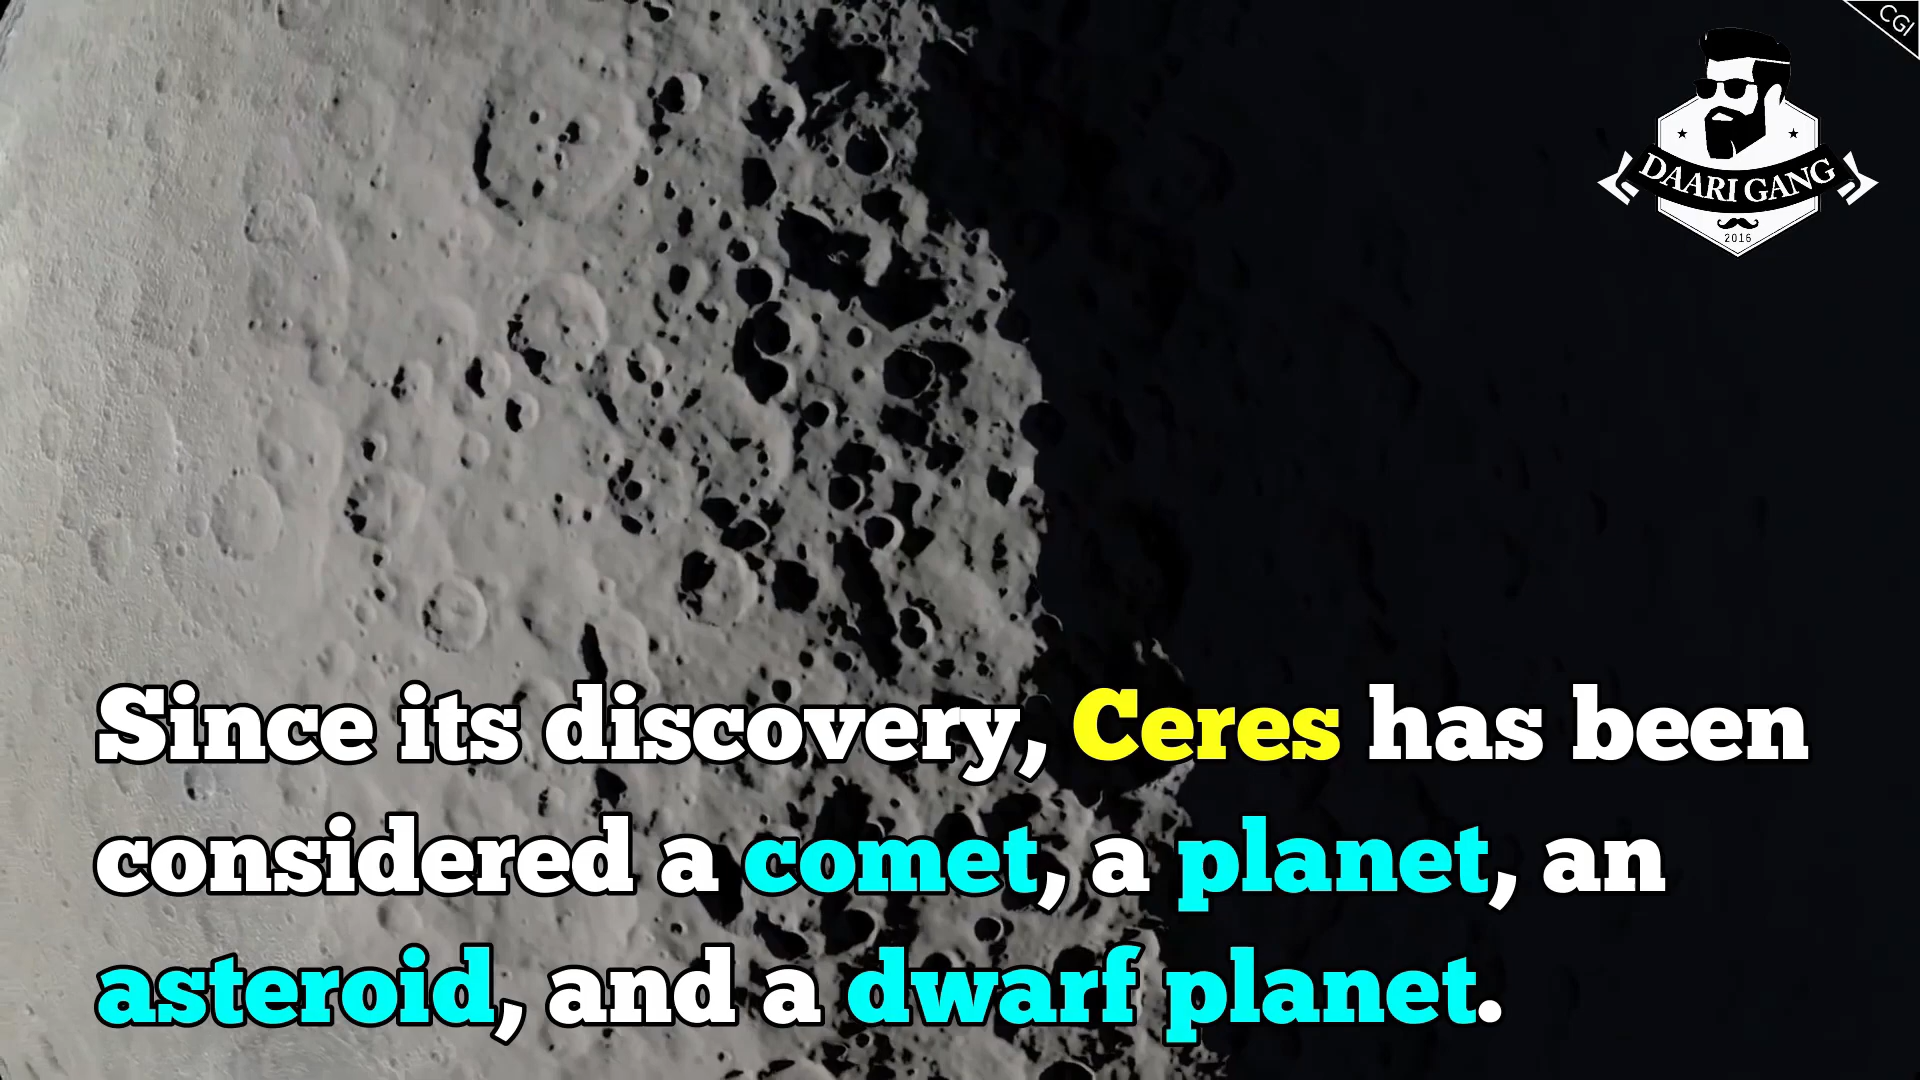 CGI
DAARI GANG
2016
Since its discovery, Ceres has been
considered a comet, a planet, an
asteroid, and a dwarf planet.